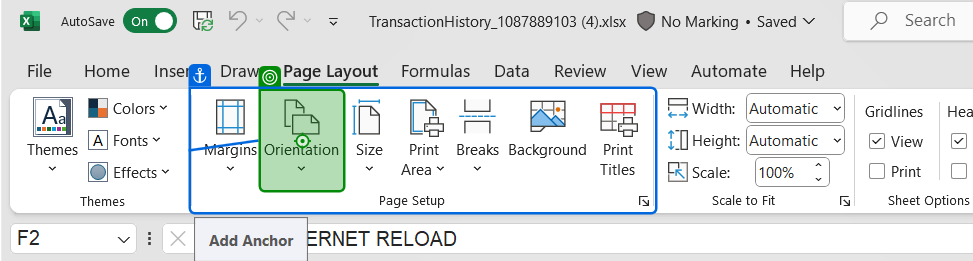 AutoSave On TransactionHistory_1087889103 (4).xlsx No Marking • Saved Search
File Home Inser Draw Page Layout Formulas Data Review View Automate Help
Aa Colors Margins Orientation Size Print Breaks Background Print Width: Automatic Gridlines Hea
Themes A Fonts Area Titles Height: Automatic View
Effects Scale: 100% Print
Themes Page Setup Scale to Fit Sheet Options
F2 Add Anchor ERNET RELOAD